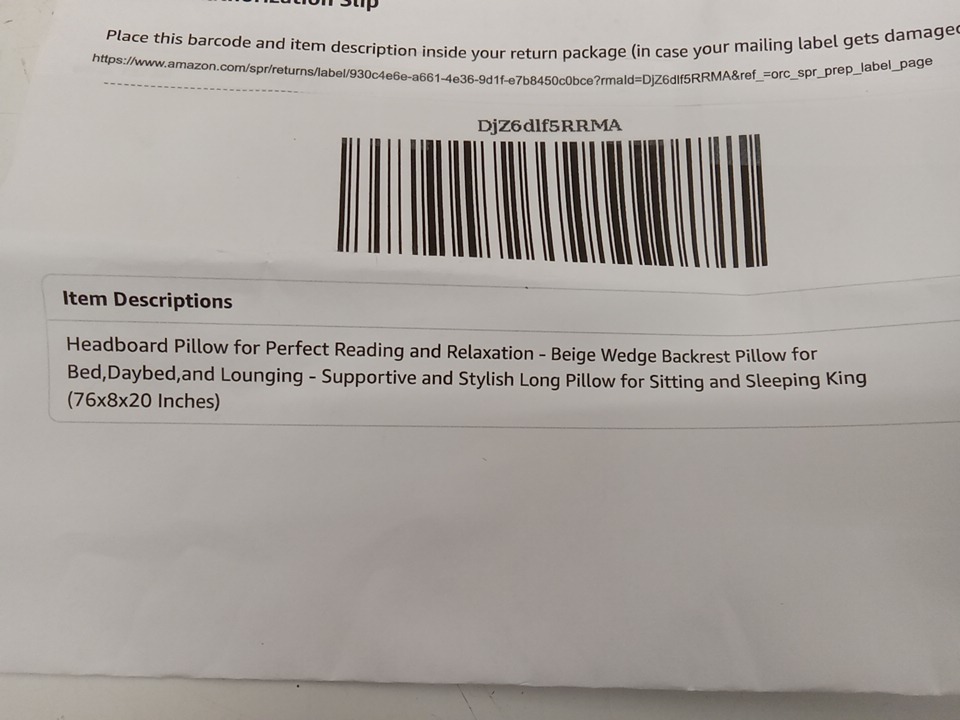 Slip
Place this barcode and item description inside your return package (in case your mailing label gets damaged
https://www.amazon.com/spr/returns/label/930c4e6e-a661-4e36-9d1f-e7b8450c0bce?rmaId=DjZ6dlf5RRMA&ref_=orc_spr_prep_label_page
DjZ6dlf5RRMA
Item Descriptions
Headboard Pillow for Perfect Reading and Relaxation - Beige Wedge Backrest Pillow for
Bed,Daybed,and Lounging - Supportive and Stylish Long Pillow for Sitting and Sleeping King
(76x8x20 Inches)